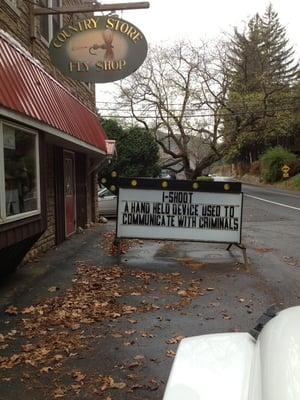 COUNTRY STORE
FLY SHOP
I-SHOOT
A HAND HELD DEVICE USED TO
COMMUNICATE WITH CRIMINALS